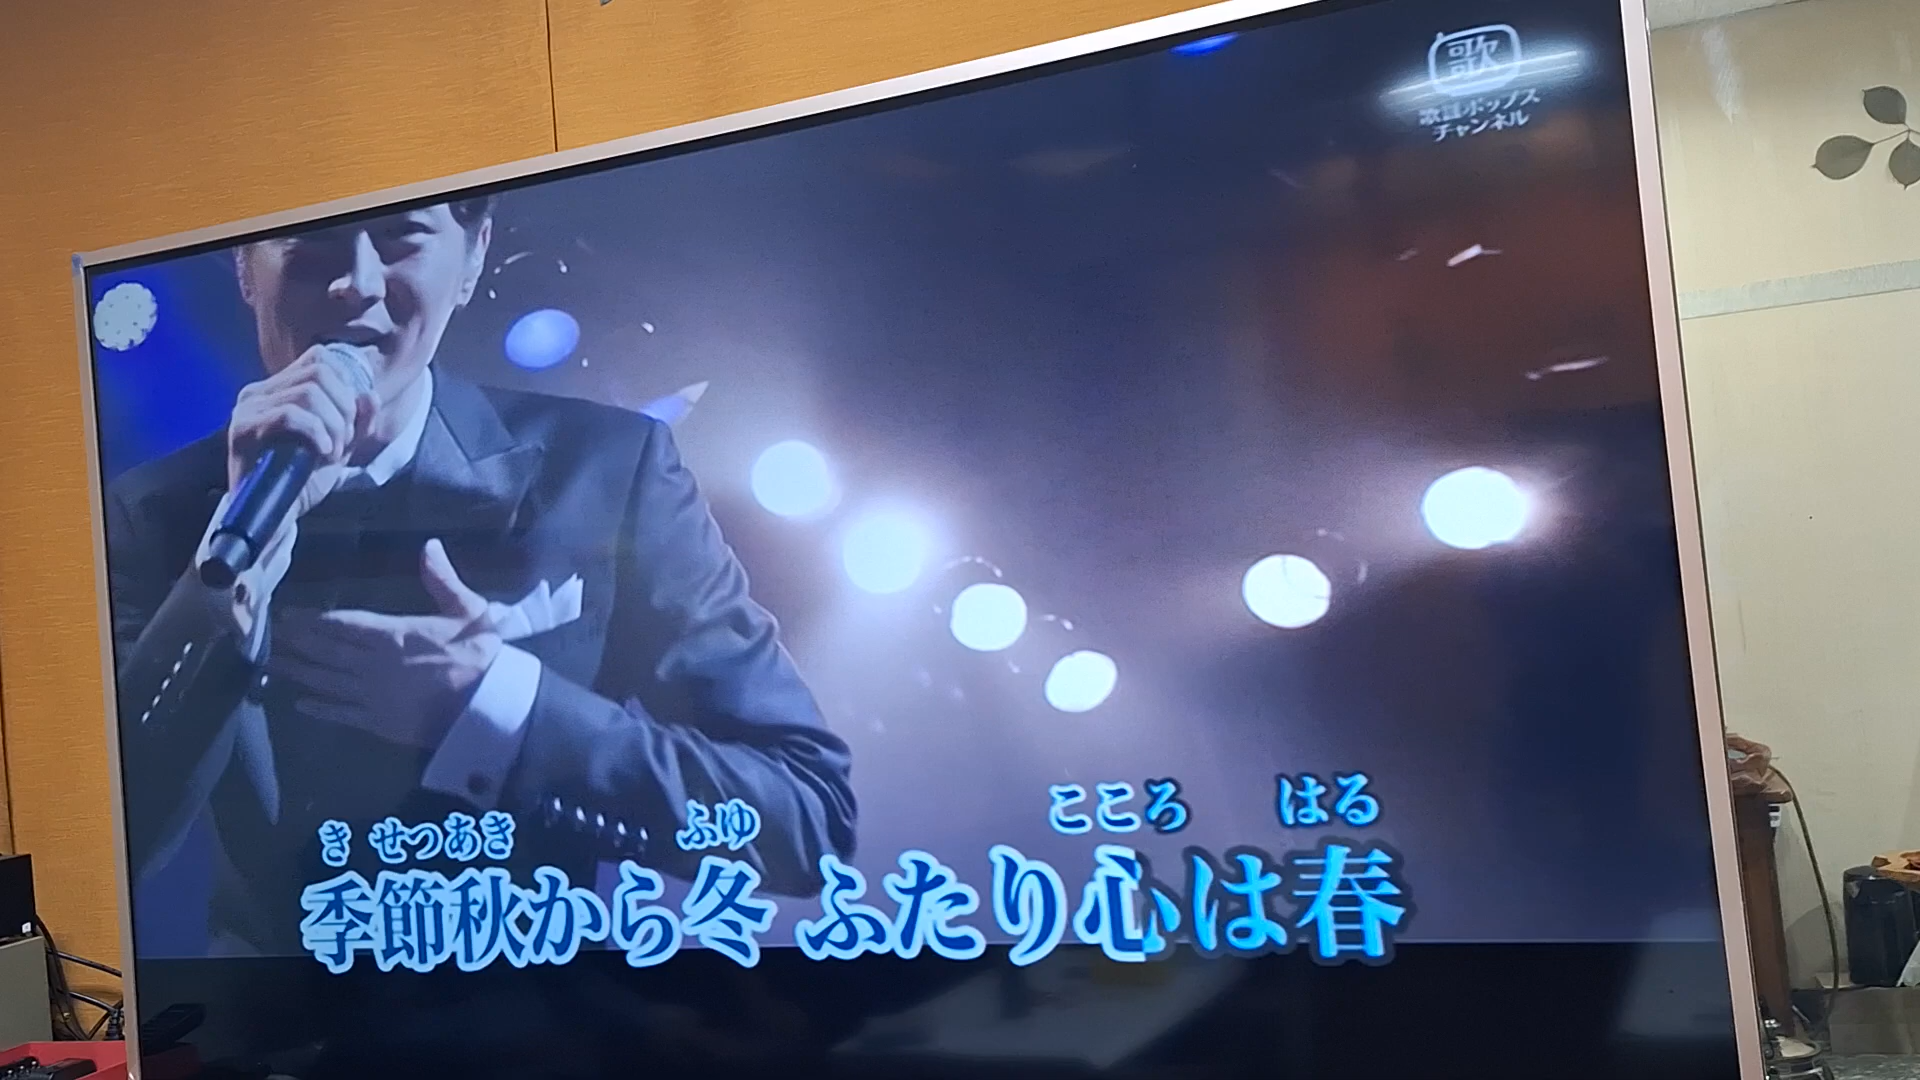 歌
歌謡ポップス
チャンネル
き せつあき ふゆ こころ はる
季節秋から冬 ふたり心は春